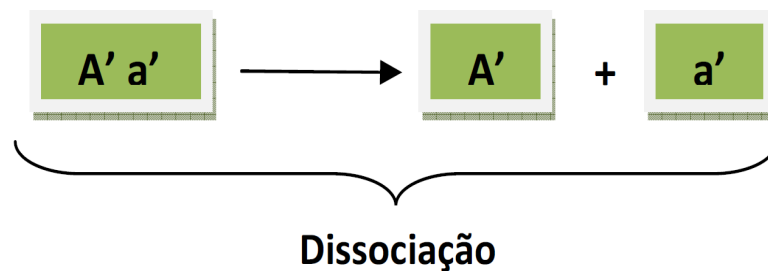 A’ a’ A’ + a’
Dissociação